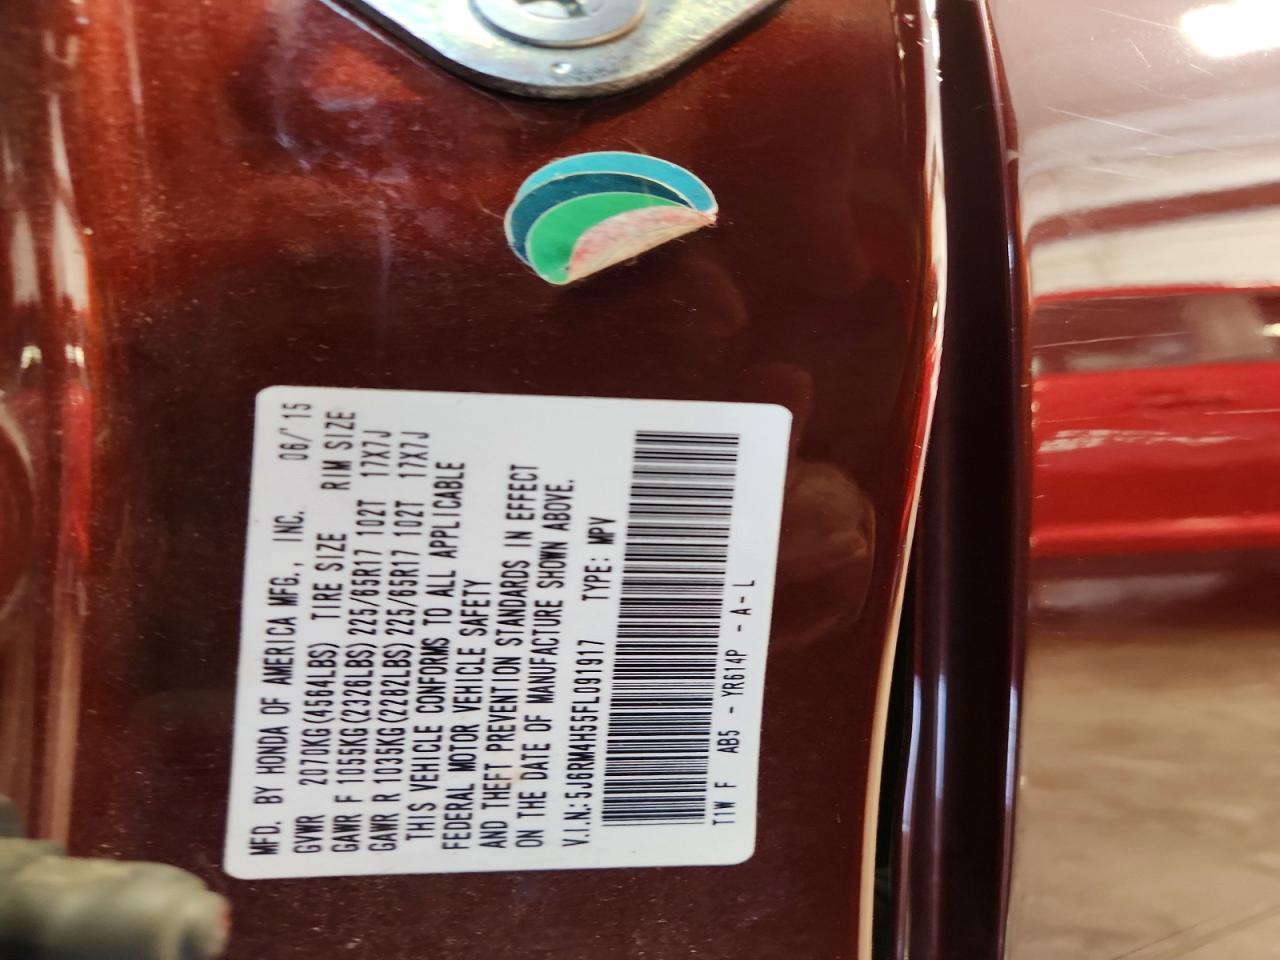 MFD. BY HONDA OF AMERICA MFG., INC. 06/'15
GVWR 2070KG(4564LBS) TIRE SIZE RIM SIZE
GAWR F 1055KG(2326LBS) 225/65R17 102T 17X7J
GAWR R 1035KG(2282LBS) 225/65R17 102T 17X7J
THIS VEHICLE CONFORMS TO ALL APPLICABLE
FEDERAL MOTOR VEHICLE SAFETY
AND THEFT PREVENTION STANDARDS IN EFFECT
ON THE DATE OF MANUFACTURE SHOWN ABOVE.
V.I.N.: 5J6RM4H55FL091917 TYPE: MPV
T1W F AB5 - YR614P - A - L